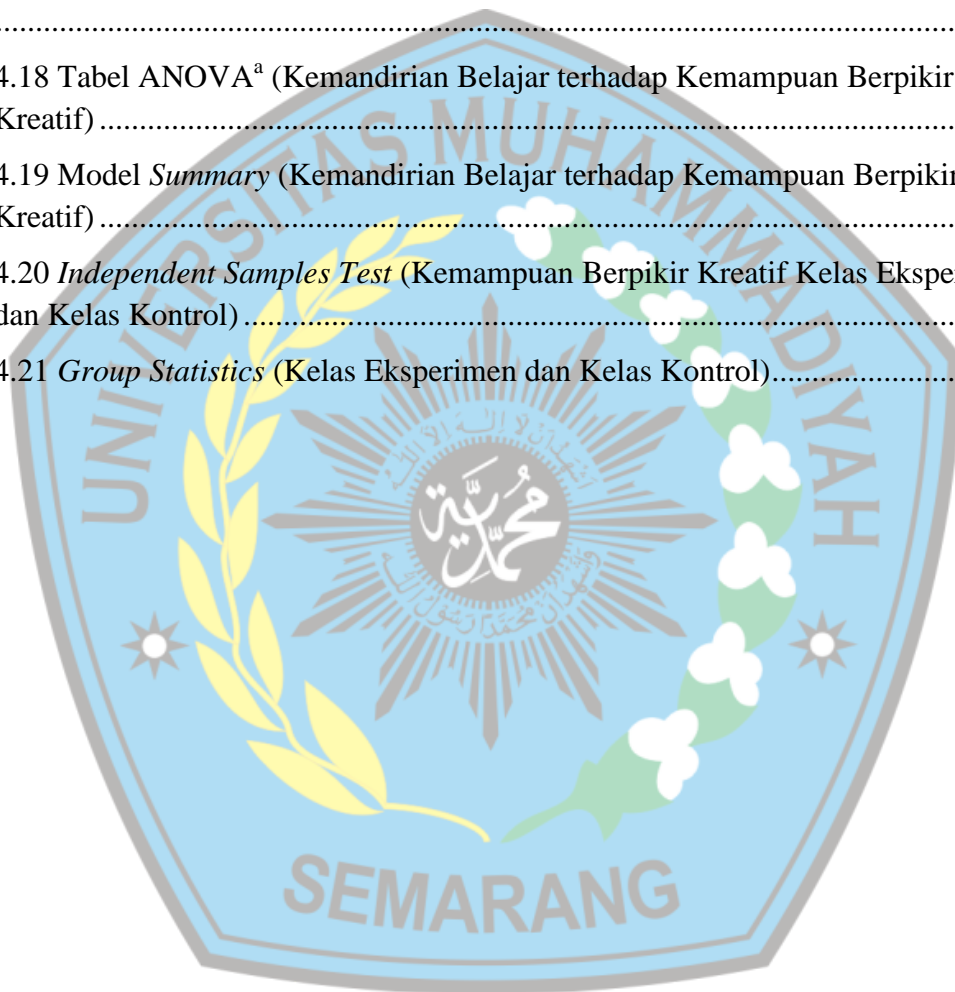 ........................................................................
4.18 Tabel ANOVAᵃ (Kemandirian Belajar terhadap Kemampuan Berpikir
Kreatif) ........................................................................
4.19 Model Summary (Kemandirian Belajar terhadap Kemampuan Berpikir
Kreatif) ........................................................................
4.20 Independent Samples Test (Kemampuan Berpikir Kreatif Kelas
dan Kelas Kontrol) ........................................................................
4.21 Group Statistics (Kelas Eksperimen dan Kelas Kontrol)......................
UNIVERSITAS MUHAMMADIYAH
محمد
SEMARANG